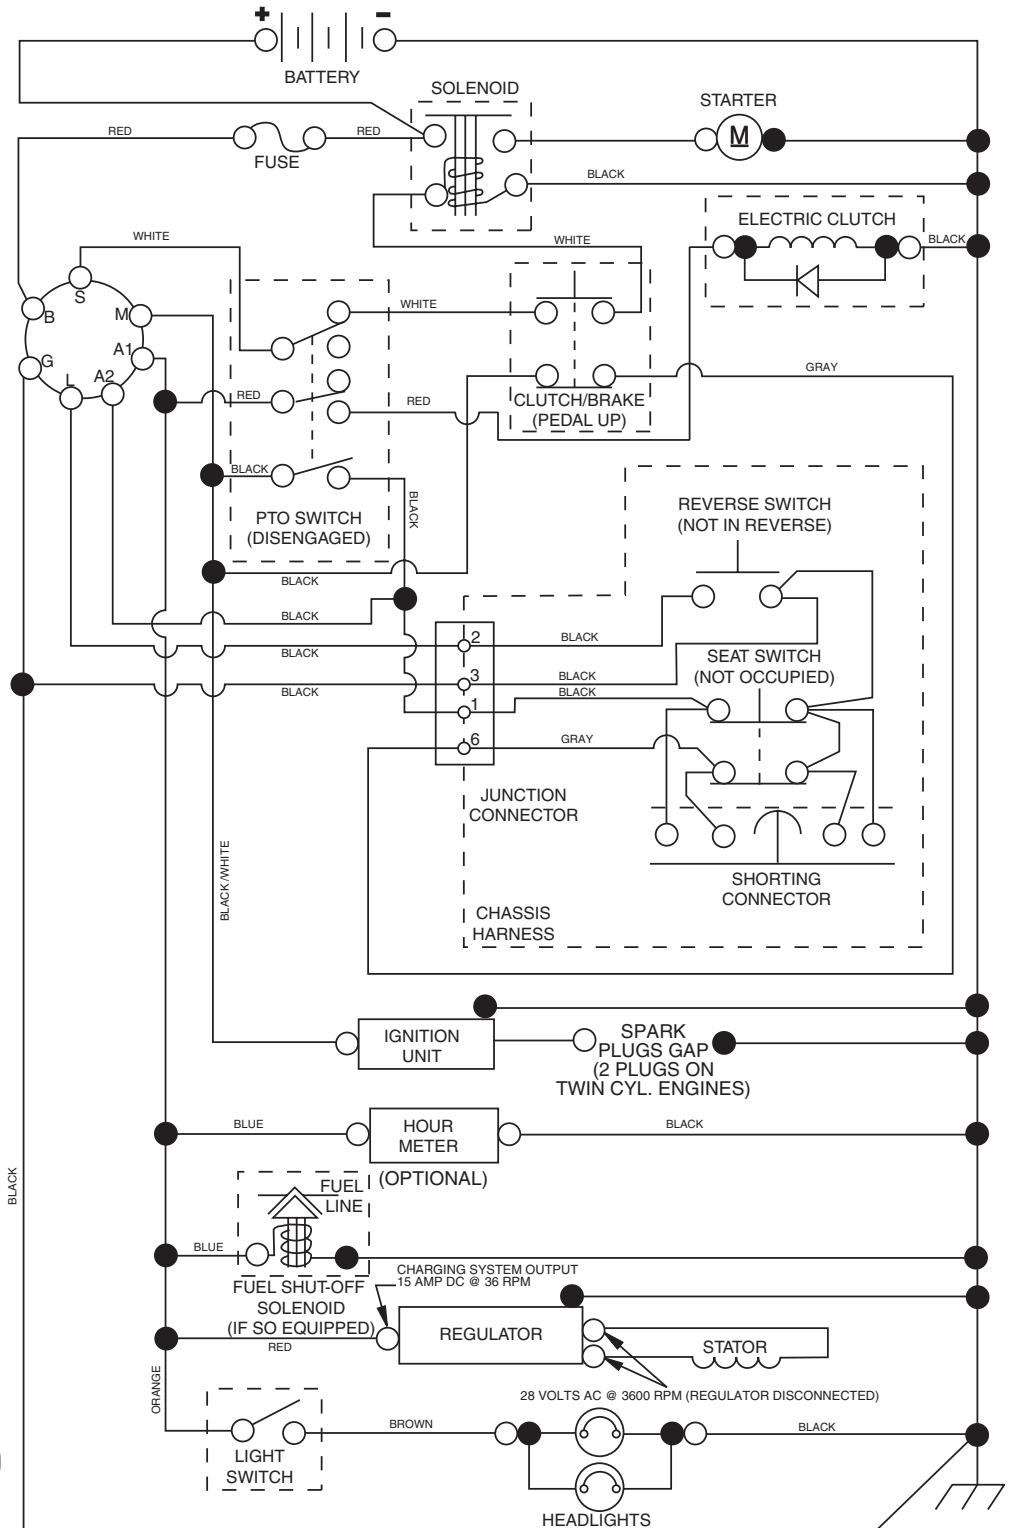 + −
BATTERY
SOLENOID
STARTER
RED
RED
FUSE
M
BLACK
ELECTRIC CLUTCH
BLACK
WHITE
WHITE
S
B
M
WHITE
A1
G
L
A2
RED
RED
GRAY
CLUTCH/BRAKE
(PEDAL UP)
BLACK
BLACK
PTO SWITCH
(DISENGAGED)
REVERSE SWITCH
(NOT IN REVERSE)
BLACK
BLACK
BLACK
2
BLACK
SEAT SWITCH
(NOT OCCUPIED)
3
BLACK
BLACK
BLACK
1
6
GRAY
JUNCTION
CONNECTOR
SHORTING
CONNECTOR
BLACK/WHITE
CHASSIS
HARNESS
IGNITION
UNIT
SPARK
PLUGS GAP
(2 PLUGS ON
TWIN CYL. ENGINES)
BLUE
HOUR
METER
BLACK
(OPTIONAL)
BLACK
FUEL
LINE
BLUE
FUEL SHUT-OFF
SOLENOID
(IF SO EQUIPPED)
CHARGING SYSTEM OUTPUT
15 AMP DC @ 36 RPM
RED
REGULATOR
STATOR
28 VOLTS AC @ 3600 RPM (REGULATOR DISCONNECTED)
ORANGE
LIGHT
SWITCH
BROWN
BLACK
HEADLIGHTS